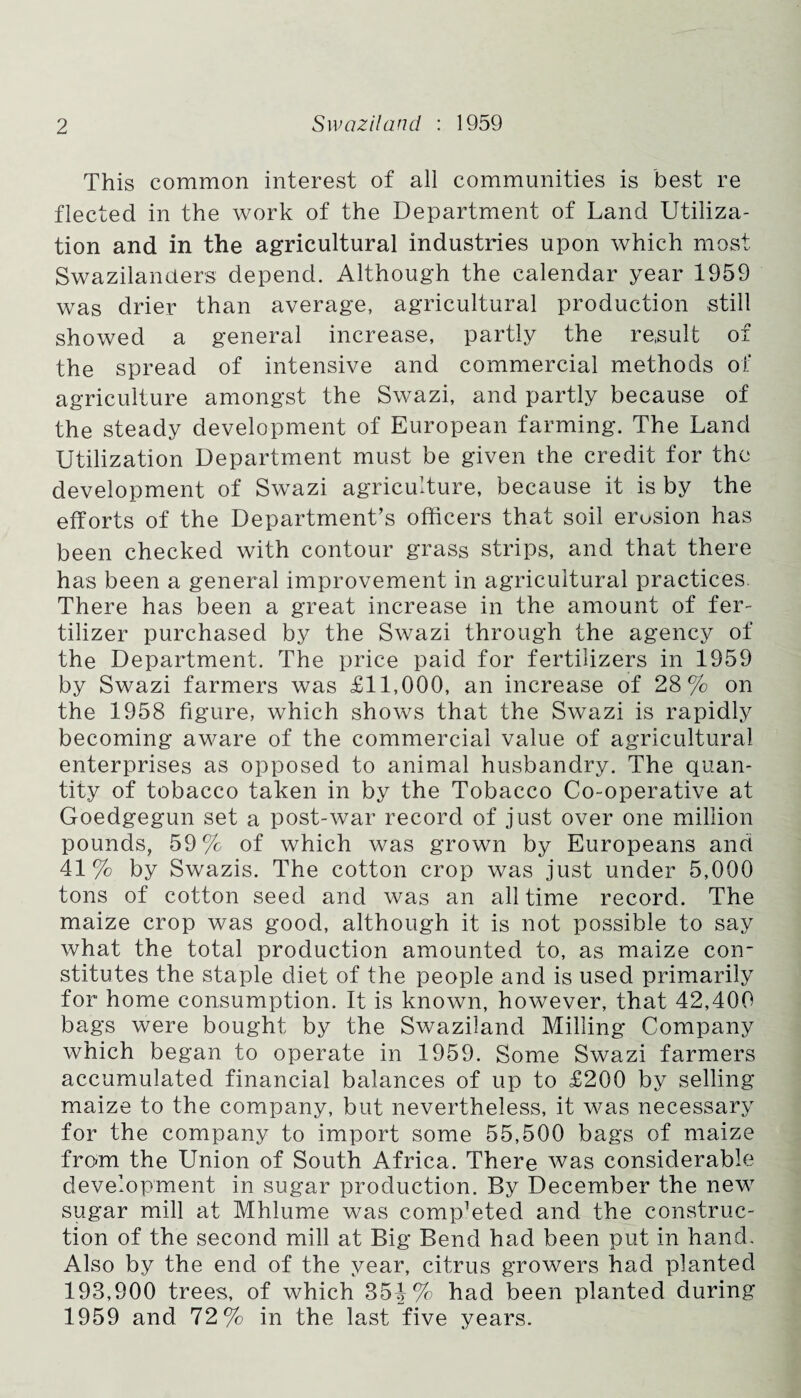 2 Swaziland : 1959
This common interest of all communities is best re
flected in the work of the Department of Land Utiliza-
tion and in the agricultural industries upon which most
Swazilanders depend. Although the calendar year 1959
was drier than average, agricultural production still
showed a general increase, partly the result of
the spread of intensive and commercial methods of
agriculture amongst the Swazi, and partly because of
the steady development of European farming. The Land
Utilization Department must be given the credit for the
development of Swazi agriculture, because it is by the
efforts of the Department's officers that soil erosion has
been checked with contour grass strips, and that there
has been a general improvement in agricultural practices.
There has been a great increase in the amount of fer-
tilizer purchased by the Swazi through the agency of
the Department. The price paid for fertilizers in 1959
by Swazi farmers was £11,000, an increase of 28% on
the 1958 figure, which shows that the Swazi is rapidly
becoming aware of the commercial value of agricultural
enterprises as opposed to animal husbandry. The quan-
tity of tobacco taken in by the Tobacco Co-operative at
Goedgegun set a post-war record of just over one million
pounds, 59% of which was grown by Europeans and
41% by Swazis. The cotton crop was just under 5,000
tons of cotton seed and was an all time record. The
maize crop was good, although it is not possible to say
what the total production amounted to, as maize con-
stitutes the staple diet of the people and is used primarily
for home consumption. It is known, however, that 42,400
bags were bought by the Swaziland Milling Company
which began to operate in 1959. Some Swazi farmers
accumulated financial balances of up to £200 by selling
maize to the company, but nevertheless, it was necessary
for the company to import some 55,500 bags of maize
from the Union of South Africa. There was considerable
development in sugar production. By December the new
sugar mill at Mhlume was comp'eted and the construc-
tion of the second mill at Big Bend had been put in hand.
Also by the end of the year, citrus growers had planted
193,900 trees, of which 35½% had been planted during
1959 and 72% in the last five years.